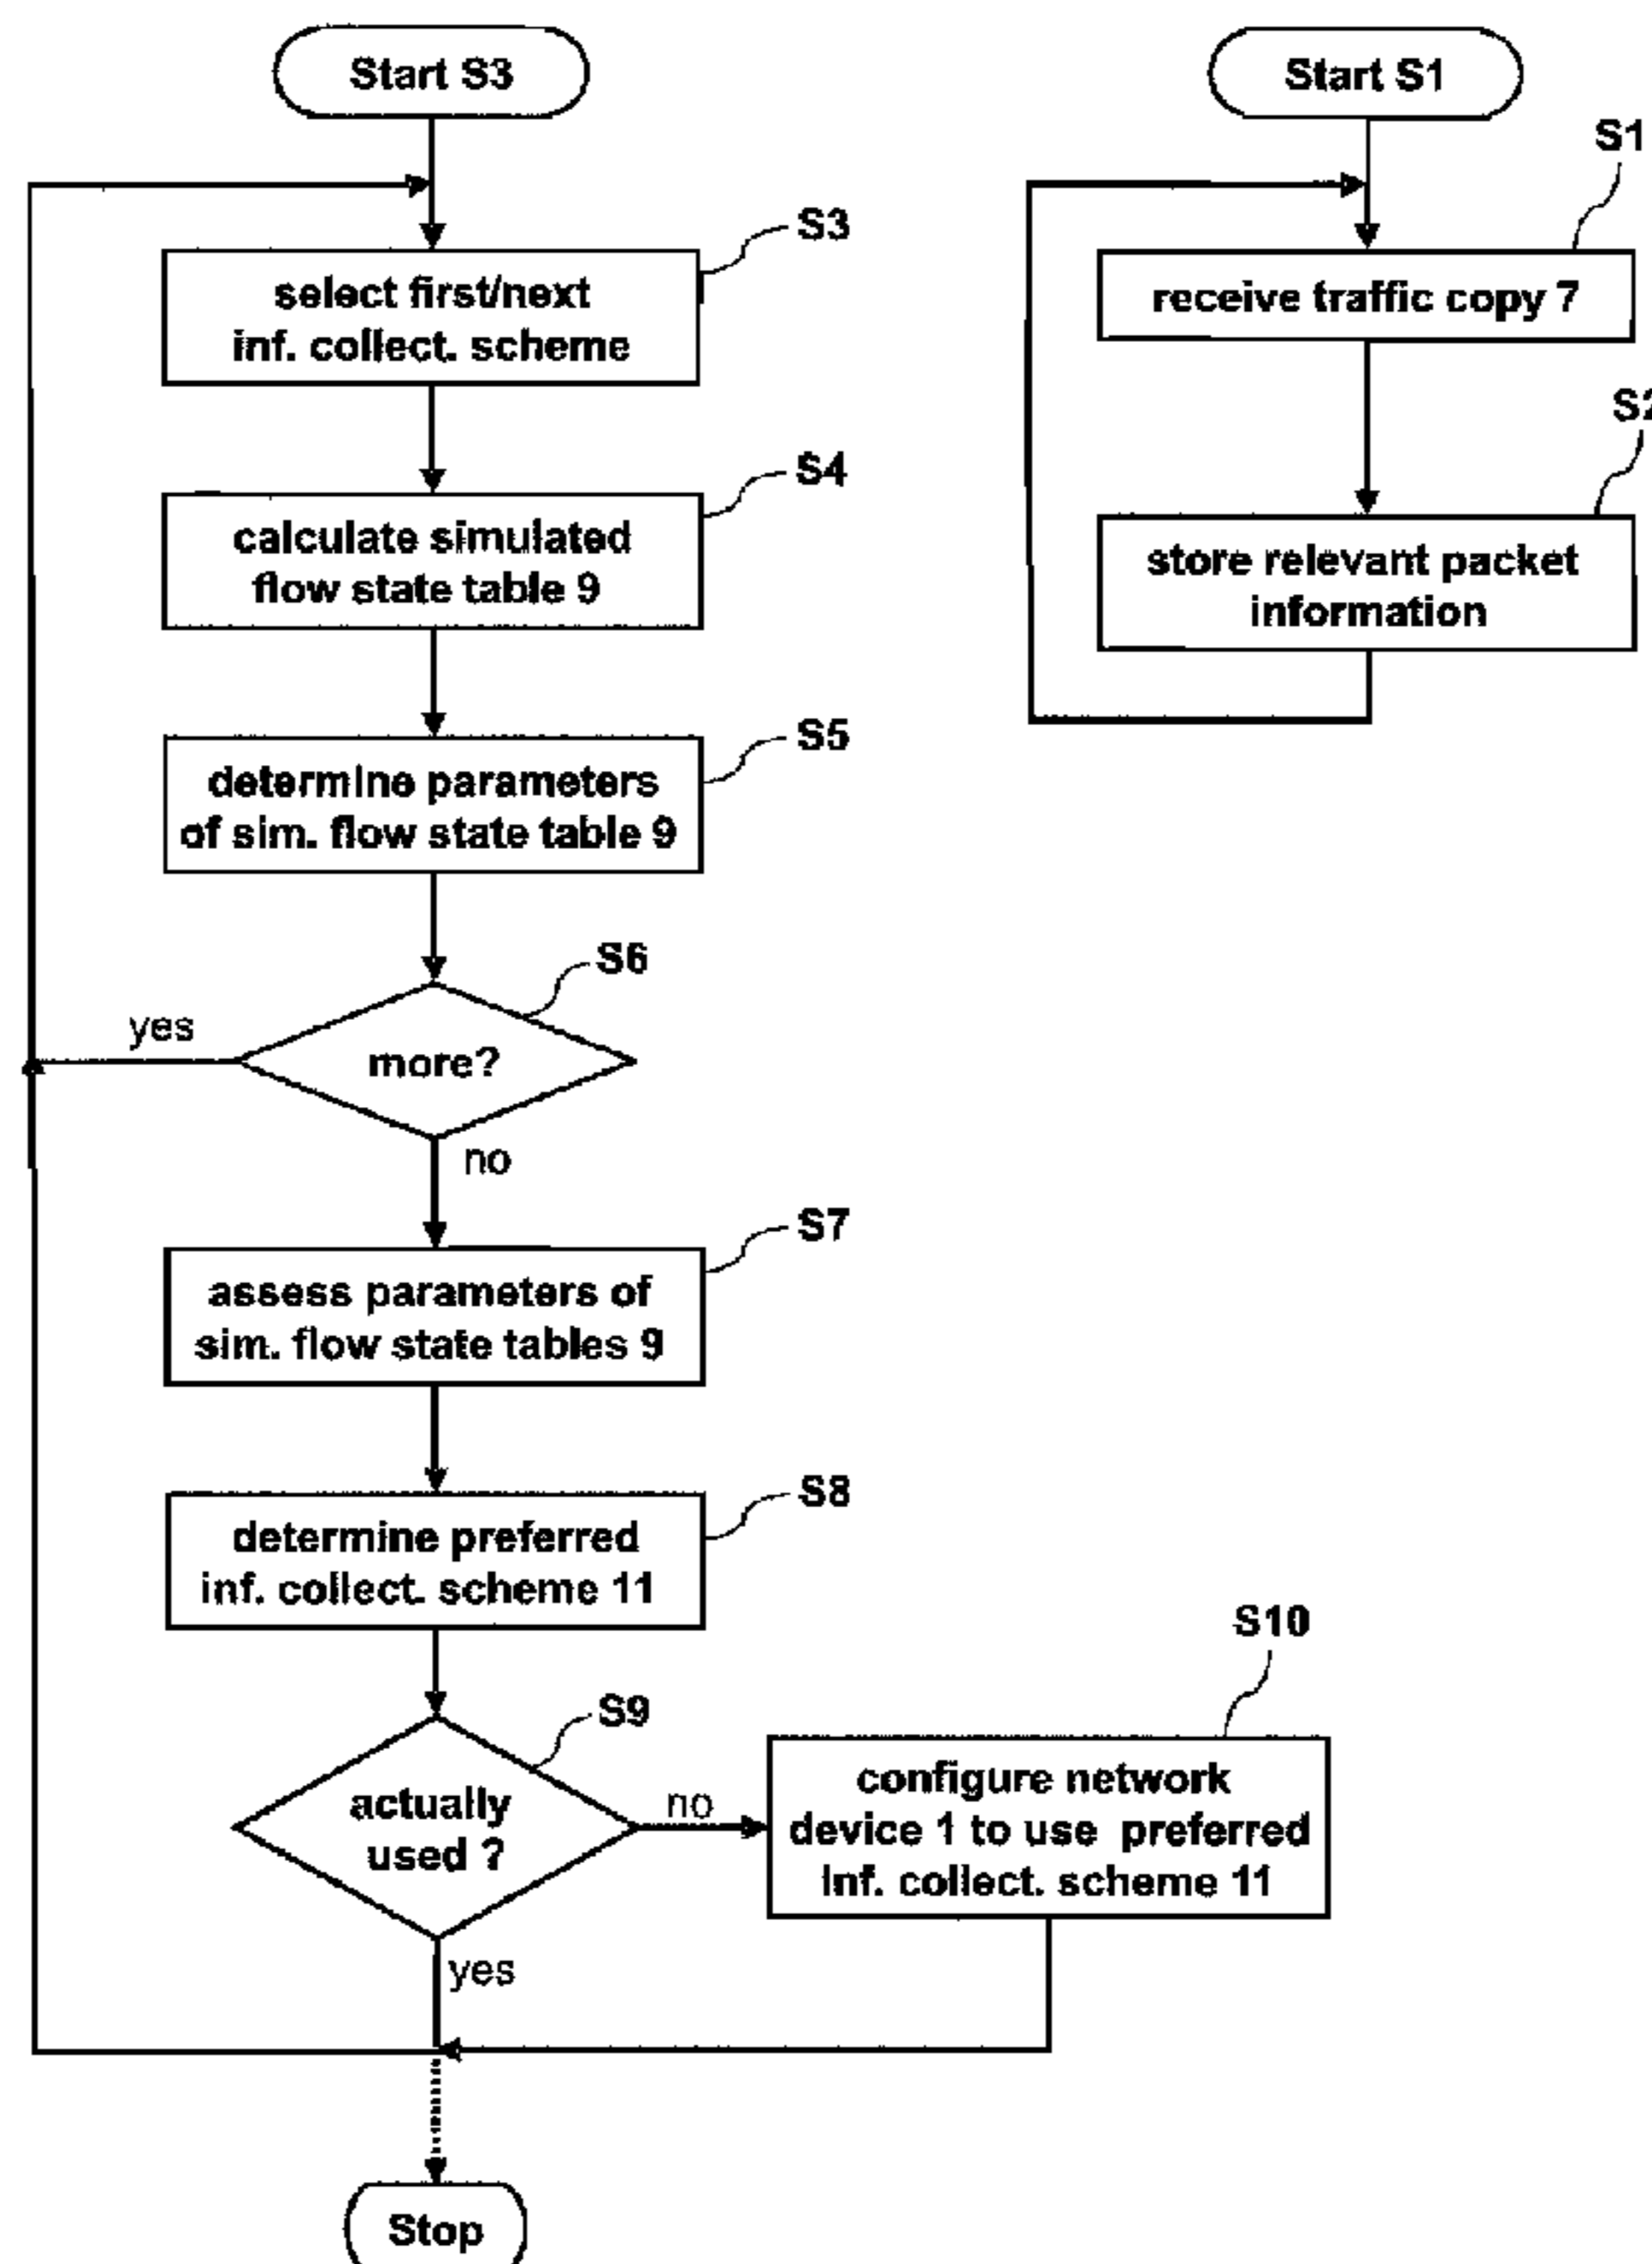 Start S3
S3
select first/next
inf. collect. scheme
S4
calculate simulated
flow state table 9
S5
determine parameters
of sim. flow state table 9
S6
more?
yes
no
S7
assess parameters of
sim. flow state tables 9
S8
determine preferred
inf. collect. scheme 11
S9
actually
used ?
no
yes
S10
configure network
device 1 to use preferred
inf. collect. scheme 11
Stop
Start S1
S1
receive traffic copy 7
S2
store relevant packet
information